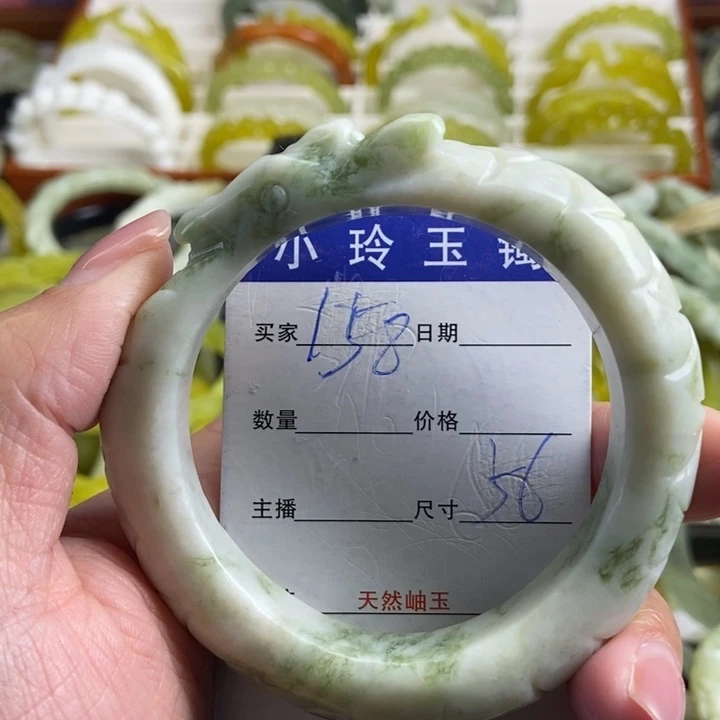 小玲玉镯
买家 158 日期
数量 价格
主播 尺寸 56
天然岫玉